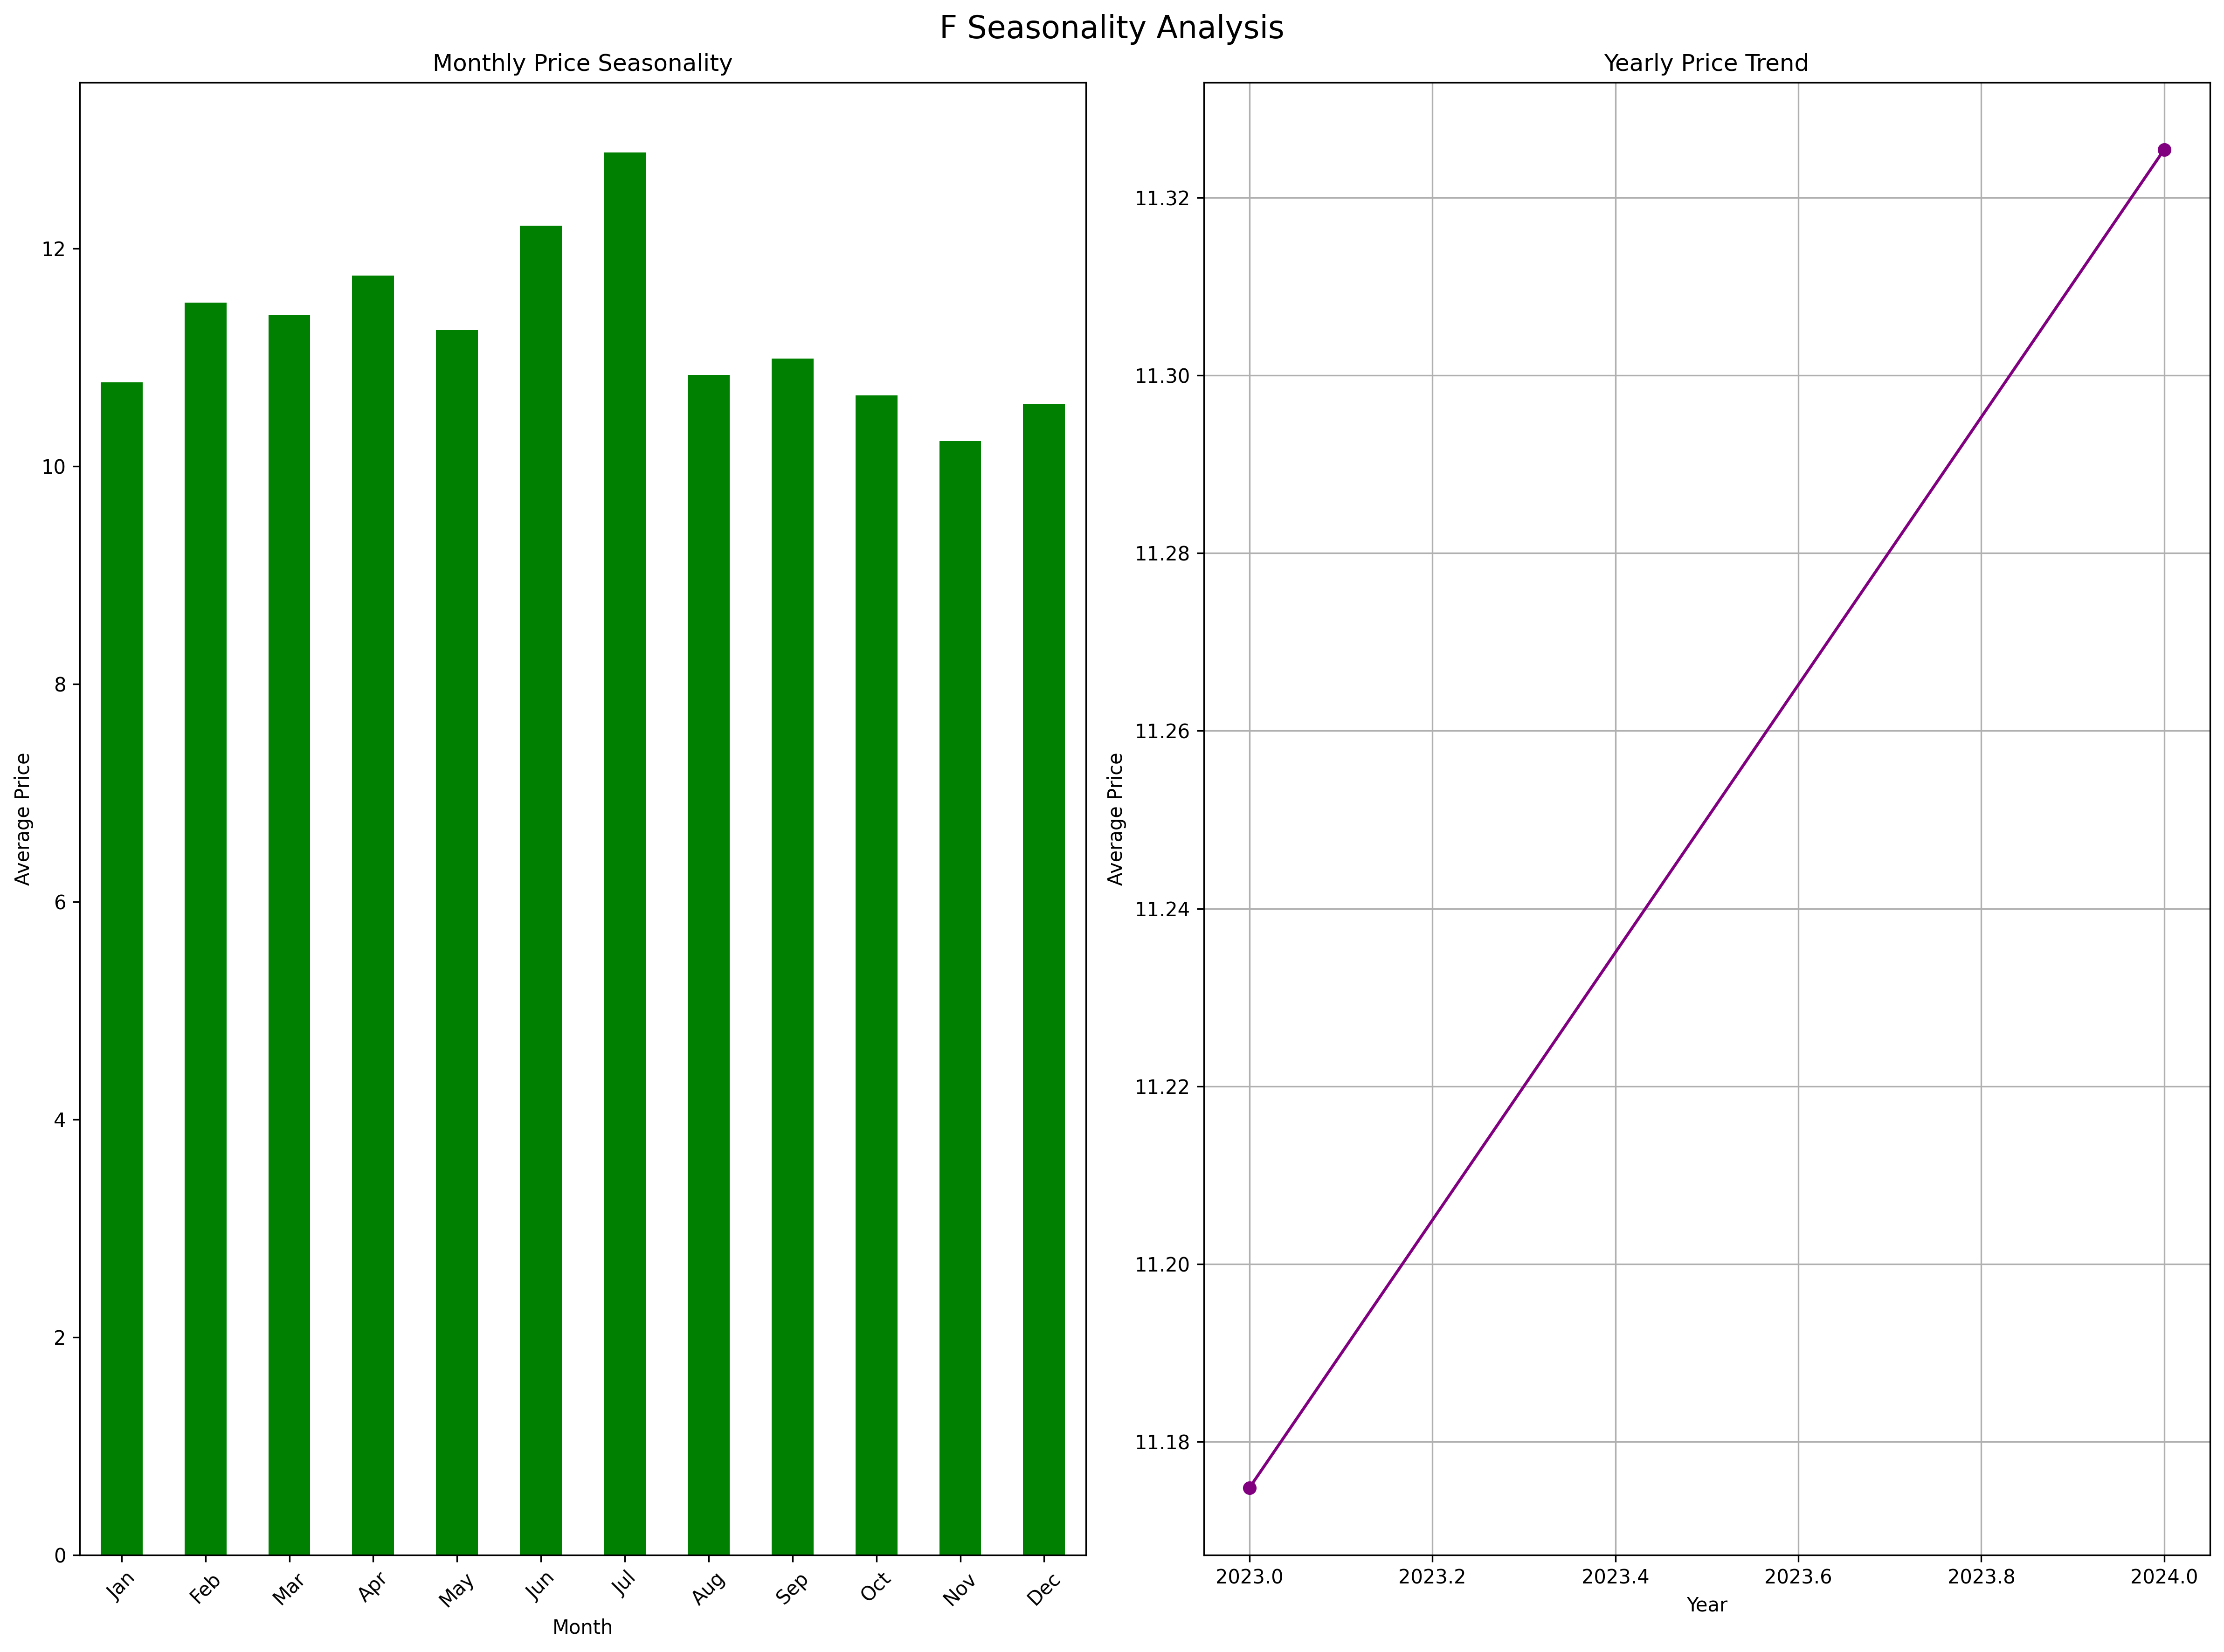 F Seasonality Analysis
Monthly Price Seasonality
Average Price
12
10
8
6
4
2
0
Jan
Feb
Mar
Apr
May
Jun
Jul
Aug
Sep
Oct
Nov
Dec
Month
Yearly Price Trend
Average Price
11.32
11.30
11.28
11.26
11.24
11.22
11.20
11.18
2023.0
2023.2
2023.4
2023.6
2023.8
2024.0
Year